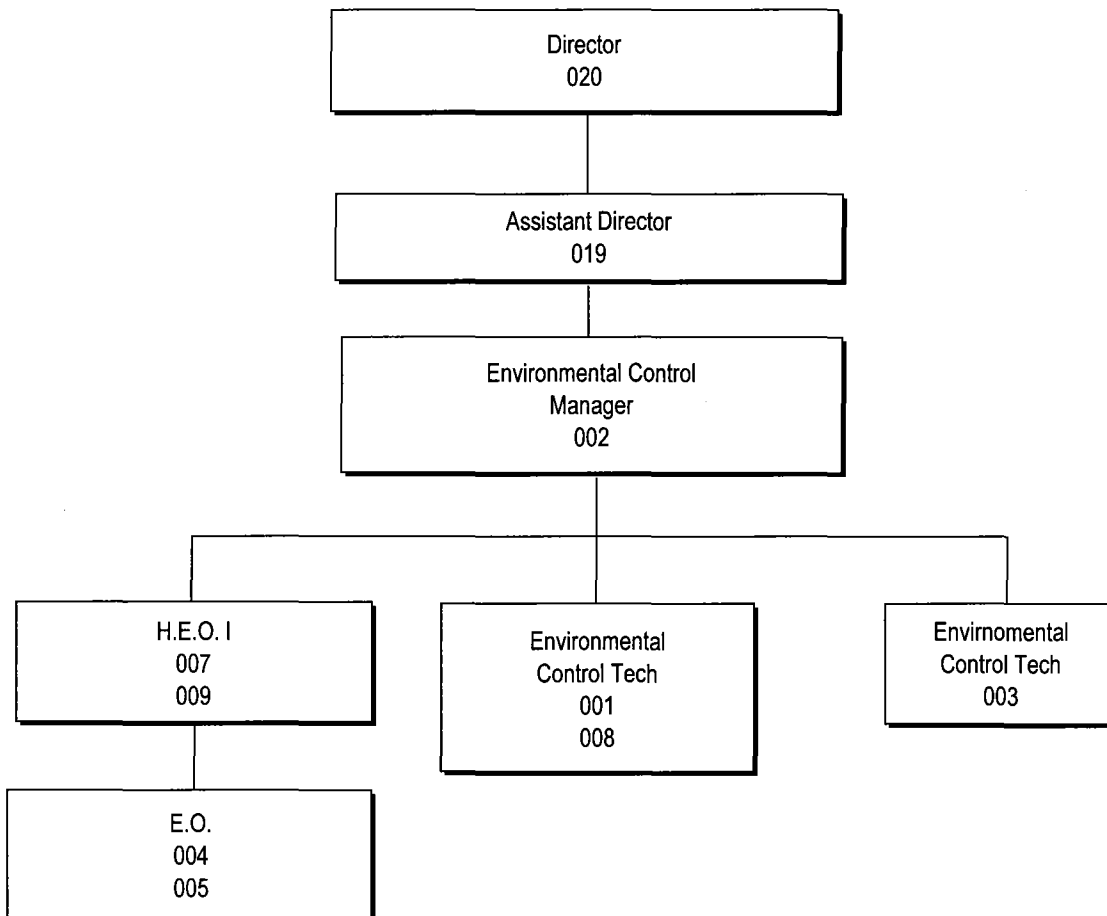 Director
020
Assistant Director
019
Environmental Control
Manager
002
H.E.O. I
007
009
Environmental
Control Tech
001
008
Envirnomental
Control Tech
003
E.O.
004
005